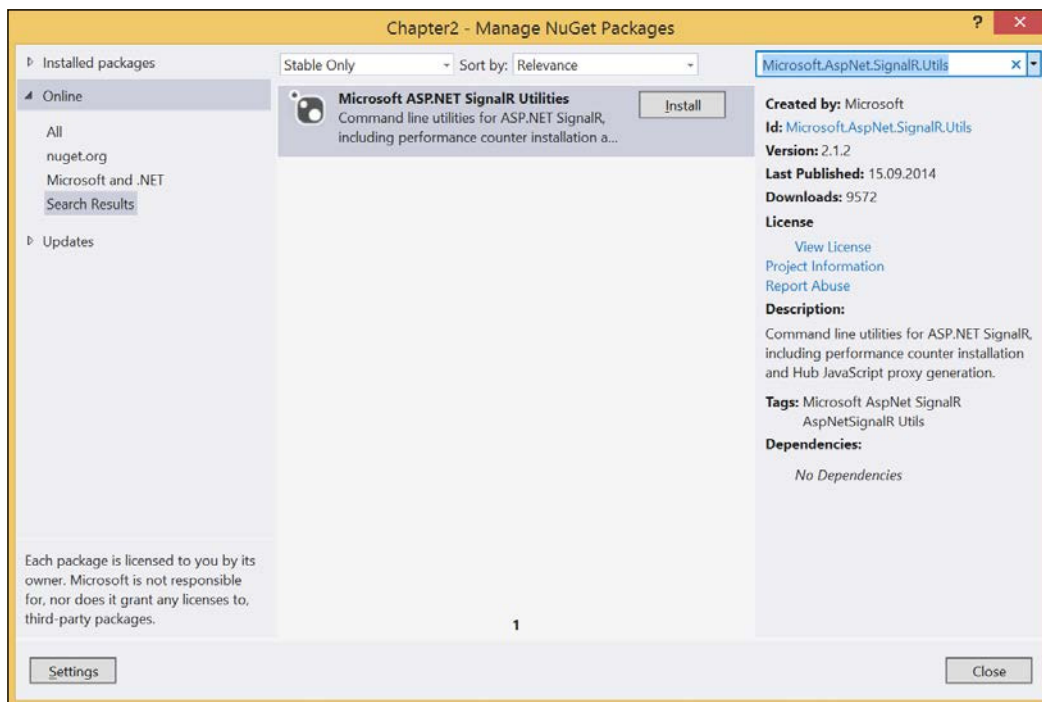 Chapter2 - Manage NuGet Packages
?
Installed packages
Online
All
nuget.org
Microsoft and .NET
Search Results
Updates
Each package is licensed to you by its
owner. Microsoft is not responsible
for, nor does it grant any licenses to,
third-party packages.
Settings
Stable Only
Sort by: Relevance
Microsoft ASP.NET SignalR Utilities
Command line utilities for ASP.NET SignalR,
including performance counter installation a...
Install
1
Microsoft.AspNet.SignalR.Utils
Created by: Microsoft
Id: Microsoft.AspNet.SignalR.Utils
Version: 2.1.2
Last Published: 15.09.2014
Downloads: 9572
License
View License
Project Information
Report Abuse
Description:
Command line utilities for ASP.NET SignalR,
including performance counter installation
and Hub JavaScript proxy generation.
Tags: Microsoft AspNet SignalR
AspNetSignalR Utils
Dependencies:
No Dependencies
Close